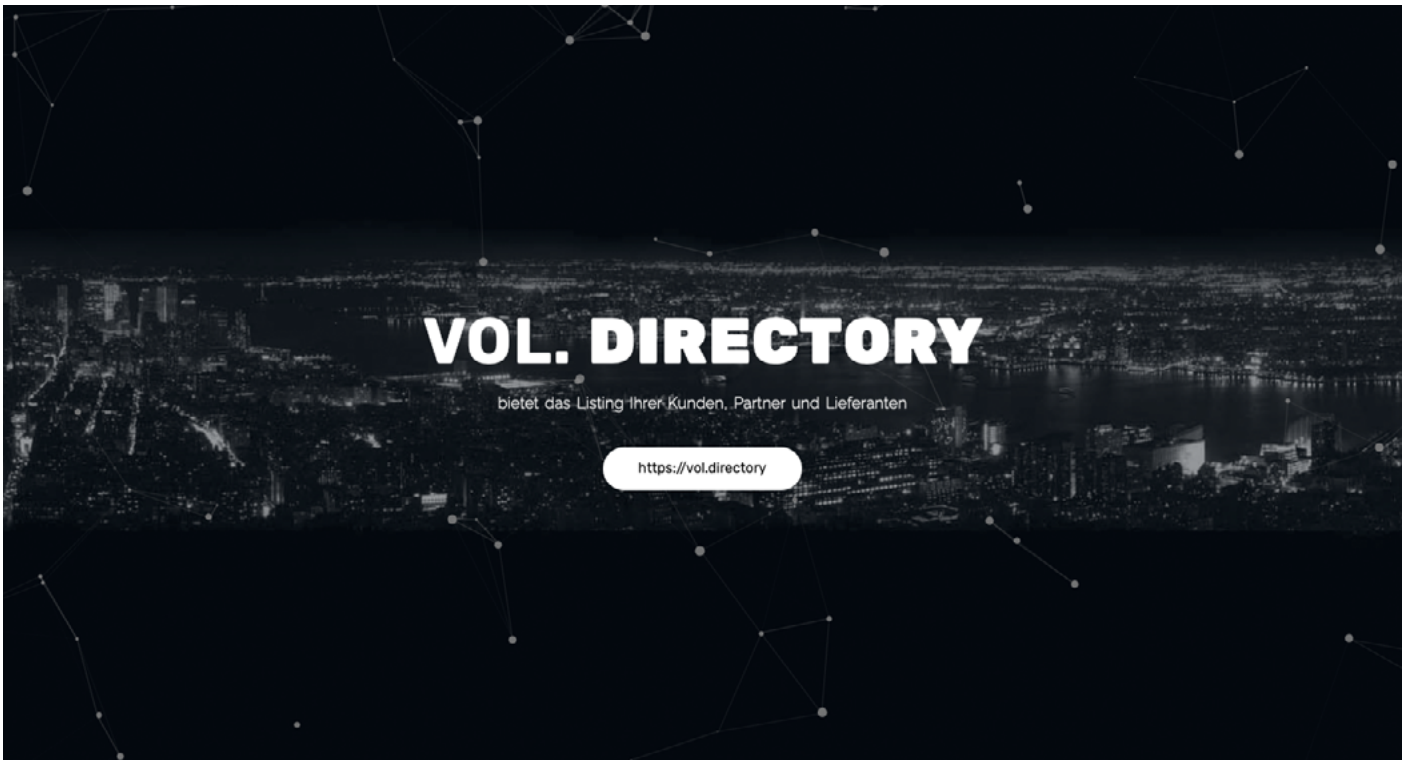 VOL. DIRECTORY
bietet das Listing Ihrer Kunden, Partner und Lieferanten
https://vol.directory